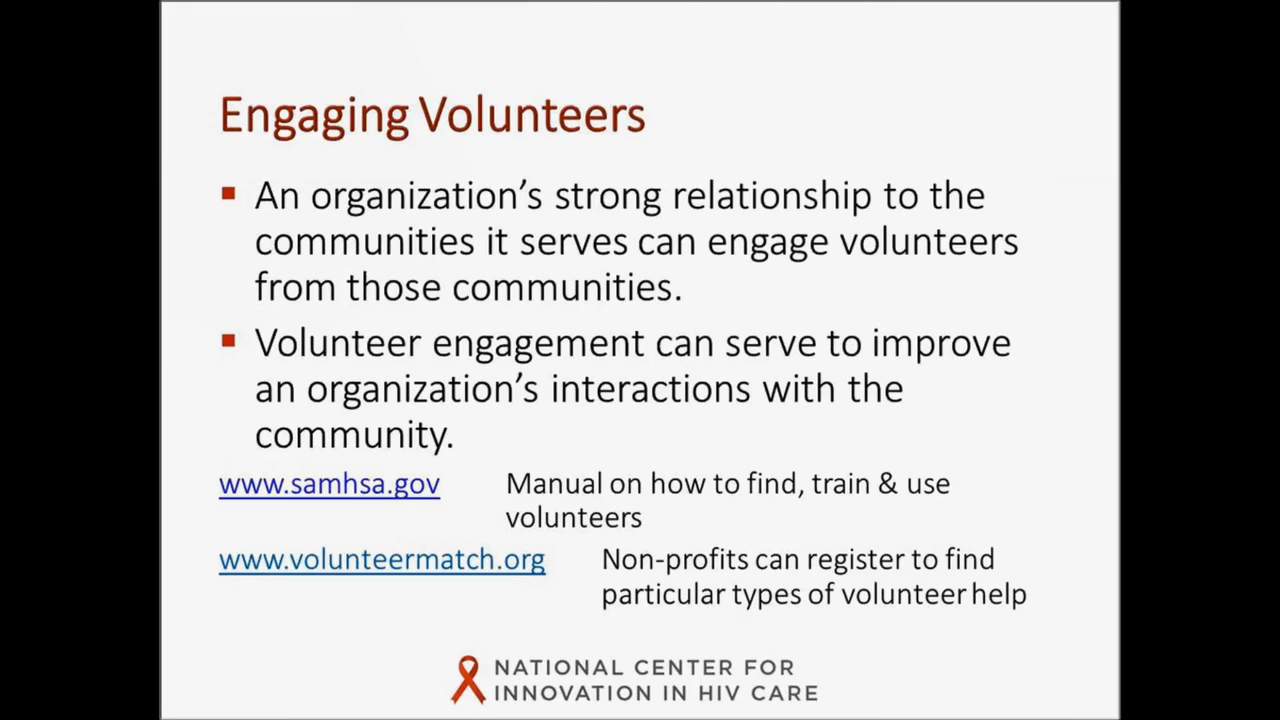 Engaging Volunteers
An organization's strong relationship to the
communities it serves can engage volunteers
from those communities.
Volunteer engagement can serve to improve
an organization's interactions with the
community.
www.samhsa.gov Manual on how to find, train & use
volunteers
www.volunteermatch.org Non-profits can register to find
particular types of volunteer help
NATIONAL CENTER FOR
INNOVATION IN HIV CARE